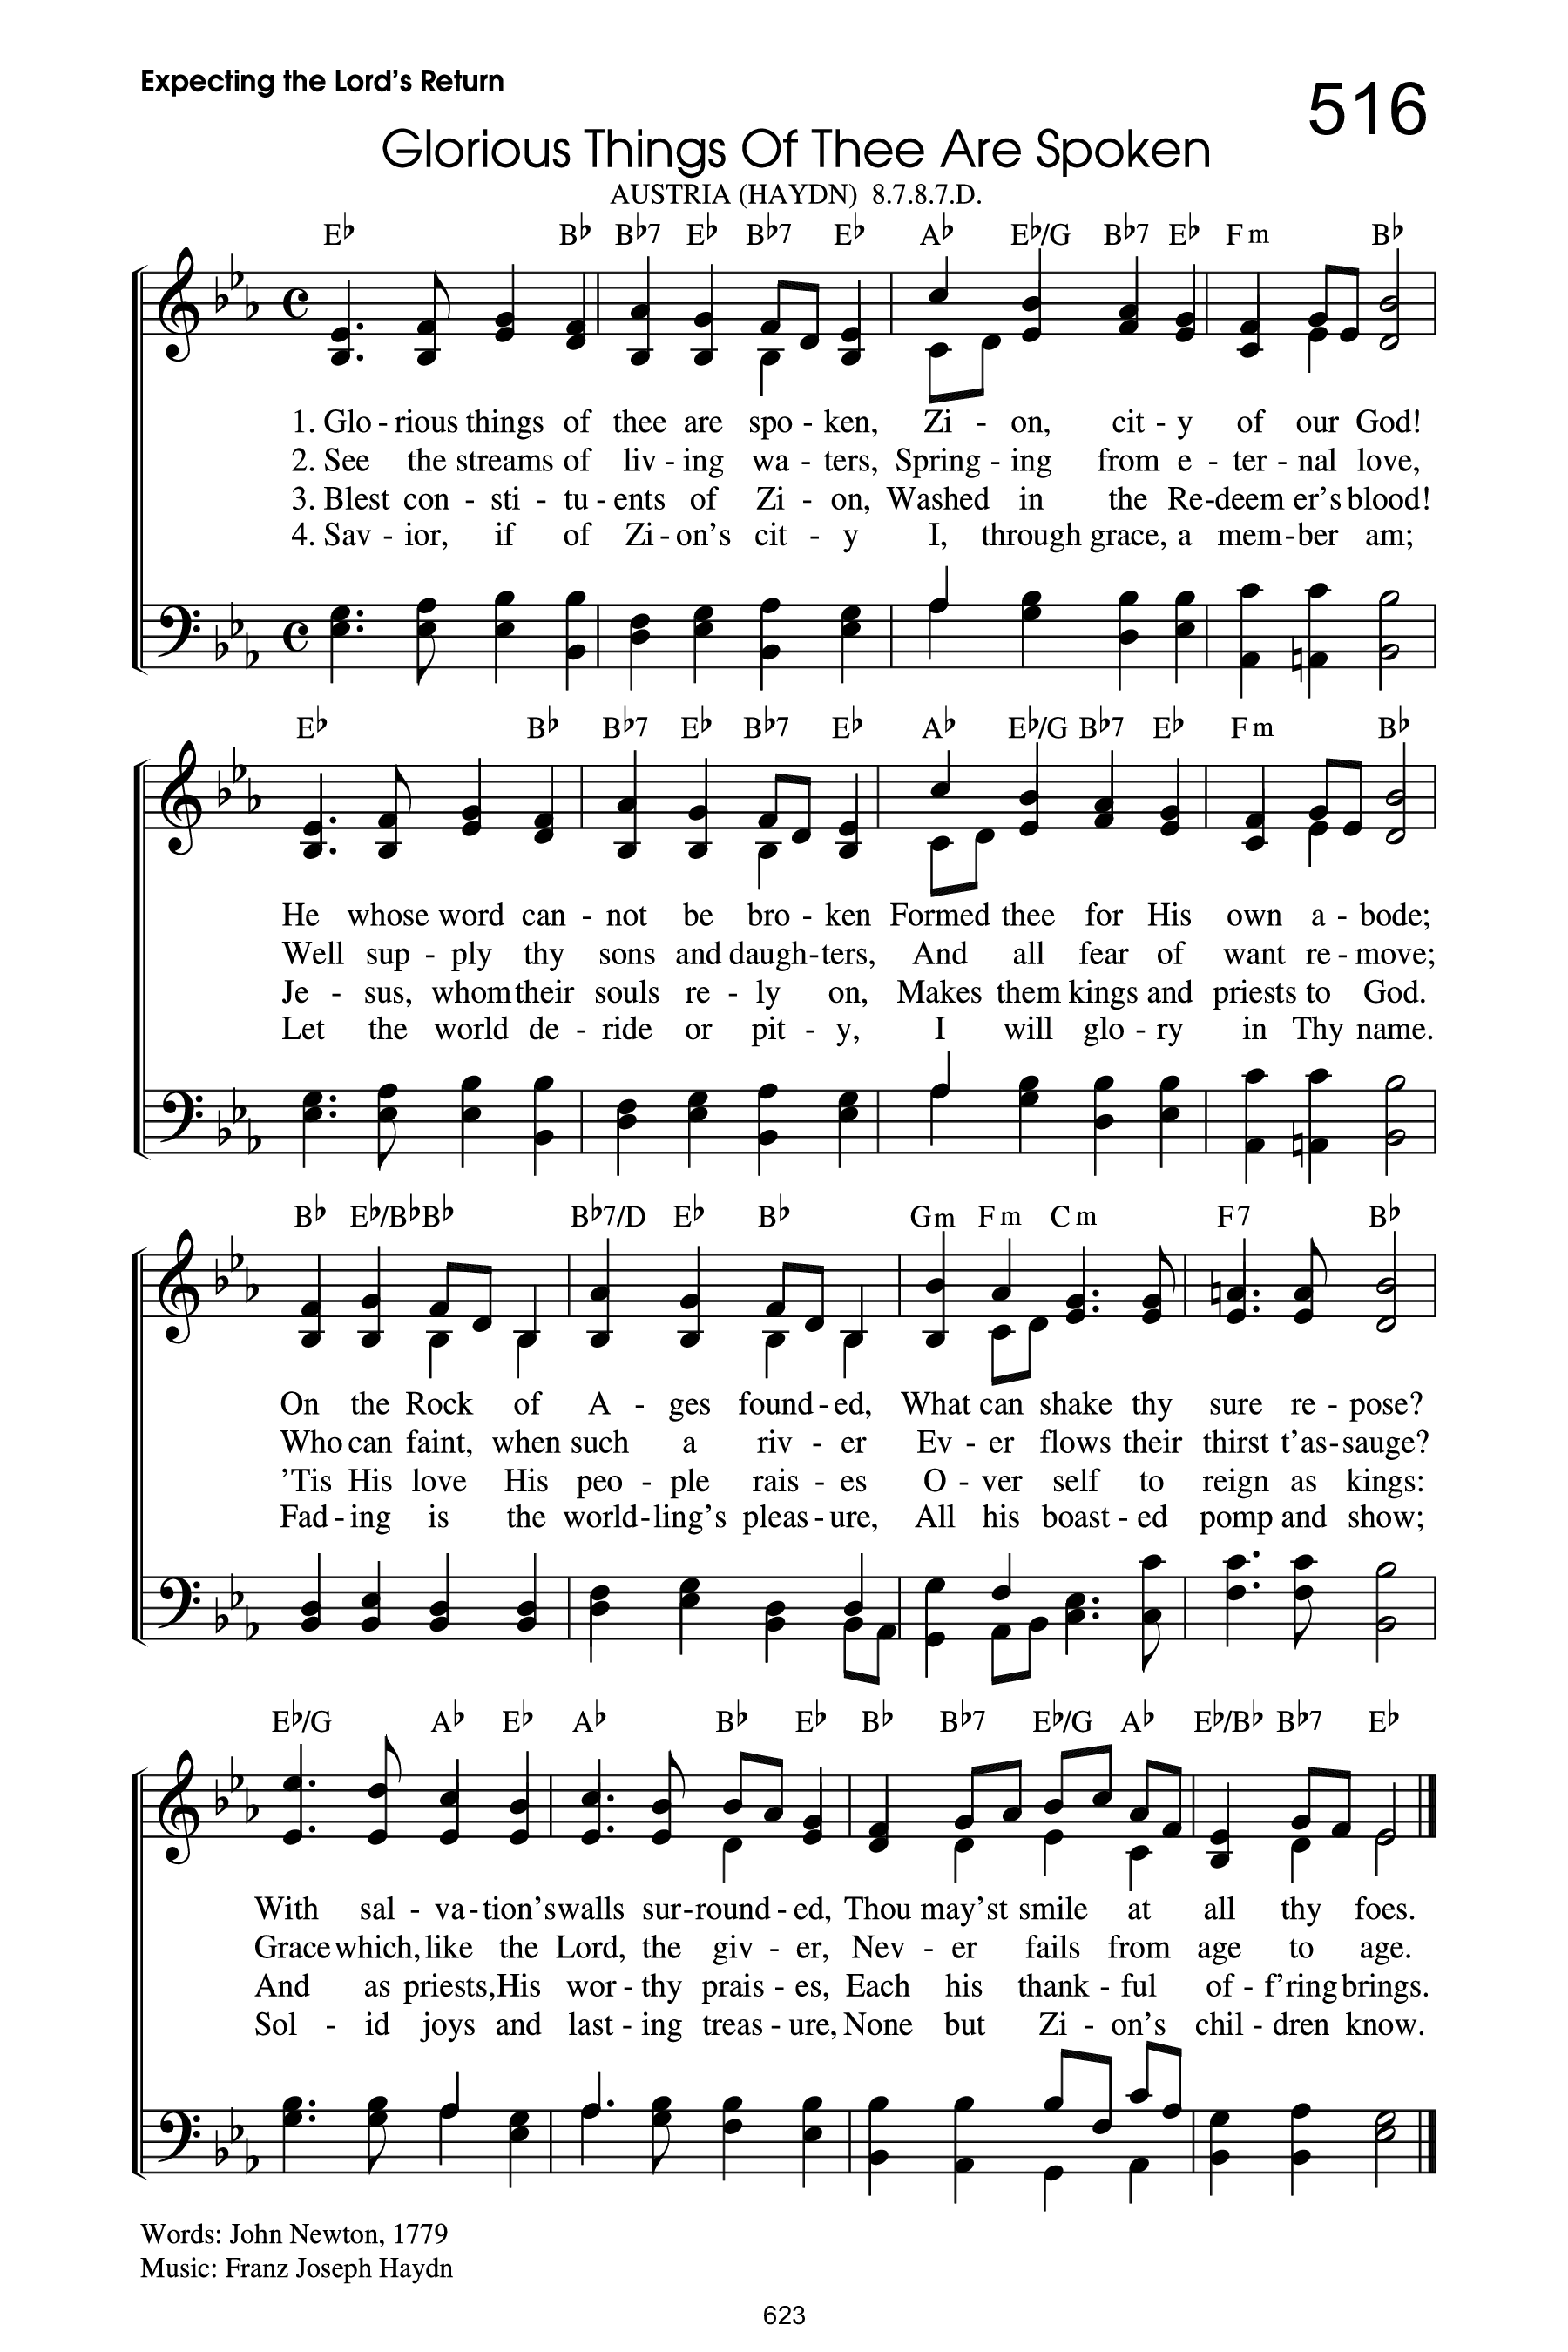 Expecting the Lord's Return
516
Glorious Things Of Thee Are Spoken
AUSTRIA (HAYDN) 8.7.8.7.D.
E♭ B♭ B♭7 E♭ B♭7 E♭ A♭ E♭/G B♭7 E♭ Fm B♭
1. Glo - rious things of thee are spo - ken, Zi - on, cit - y of our God!
2. See the streams of liv - ing wa - ters, Spring - ing from e - ter - nal love,
3. Blest con - sti - tu - ents of Zi - on, Washed in the Re - deem er's blood!
4. Sav - ior, if of Zi - on's cit - y I, through grace, a mem - ber am;
E♭ B♭ B♭7 E♭ B♭7 E♭ A♭ E♭/G B♭7 E♭ Fm B♭
He whose word can - not be bro - ken Formed thee for His own a - bode;
Well sup - ply thy sons and daugh - ters, And all fear of want re - move;
Je - sus, whom their souls re - ly on, Makes them kings and priests to God.
Let the world de - ride or pit - y, I will glo - ry in Thy name.
B♭ E♭/B♭ B♭ B♭7/D E♭ B♭ Gm Fm Cm F7 B♭
On the Rock of A - ges found - ed, What can shake thy sure re - pose?
Who can faint, when such a riv - er Ev - er flows their thirst t'as - sauge?
'Tis His love His peo - ple rais - es O - ver self to reign as kings:
Fad - ing is the world - ling's pleas - ure, All his boast - ed pomp and show;
E♭/G A♭ E♭ A♭ B♭ E♭ B♭ B♭7 E♭/G A♭ E♭/B♭ B♭7 E♭
With sal - va - tion's walls sur - round - ed, Thou may'st smile at all thy foes.
Grace which, like the Lord, the giv - er, Nev - er fails from age to age.
And as priests, His wor - thy prais - es, Each his thank - ful of - f'ring brings.
Sol - id joys and last - ing treas - ure, None but Zi - on's chil - dren know.
Words: John Newton, 1779
Music: Franz Joseph Haydn
623